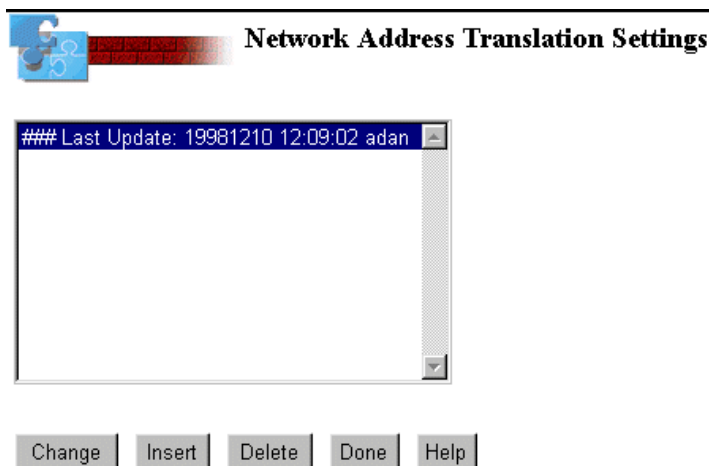 Network Address Translation Settings
### Last Update: 19981210 12:09:02 adan
Change Insert Delete Done Help